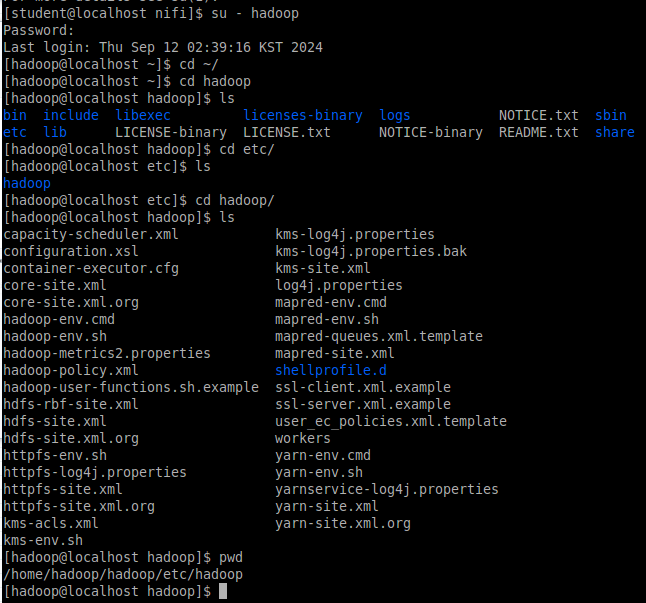 [student@localhost nifi]$ su - hadoop
Password:
Last login: Thu Sep 12 02:39:16 KST 2024
[hadoop@localhost ~]$ cd ~/
[hadoop@localhost ~]$ cd hadoop
[hadoop@localhost hadoop]$ ls
bin  include  libexec         licenses-binary  logs           NOTICE.txt  sbin
etc  lib      LICENSE-binary  LICENSE.txt      NOTICE-binary  README.txt  share
[hadoop@localhost hadoop]$ cd etc/
[hadoop@localhost etc]$ ls
hadoop
[hadoop@localhost etc]$ cd hadoop/
[hadoop@localhost hadoop]$ ls
capacity-scheduler.xml            kms-log4j.properties
configuration.xsl                 kms-log4j.properties.bak
container-executor.cfg            kms-site.xml
core-site.xml                     log4j.properties
core-site.xml.org                 mapred-env.cmd
hadoop-env.cmd                    mapred-env.sh
hadoop-env.sh                     mapred-queues.xml.template
hadoop-metrics2.properties        mapred-site.xml
hadoop-policy.xml                 shellprofile.d
hadoop-user-functions.sh.example  ssl-client.xml.example
hdfs-rbf-site.xml                 ssl-server.xml.example
hdfs-site.xml                     user_ec_policies.xml.template
hdfs-site.xml.org                 workers
httpfs-env.sh                     yarn-env.cmd
httpfs-log4j.properties           yarn-env.sh
httpfs-site.xml                   yarnservice-log4j.properties
httpfs-site.xml.org               yarn-site.xml
kms-acls.xml                      yarn-site.xml.org
kms-env.sh
[hadoop@localhost hadoop]$ pwd
/home/hadoop/hadoop/etc/hadoop
[hadoop@localhost hadoop]$